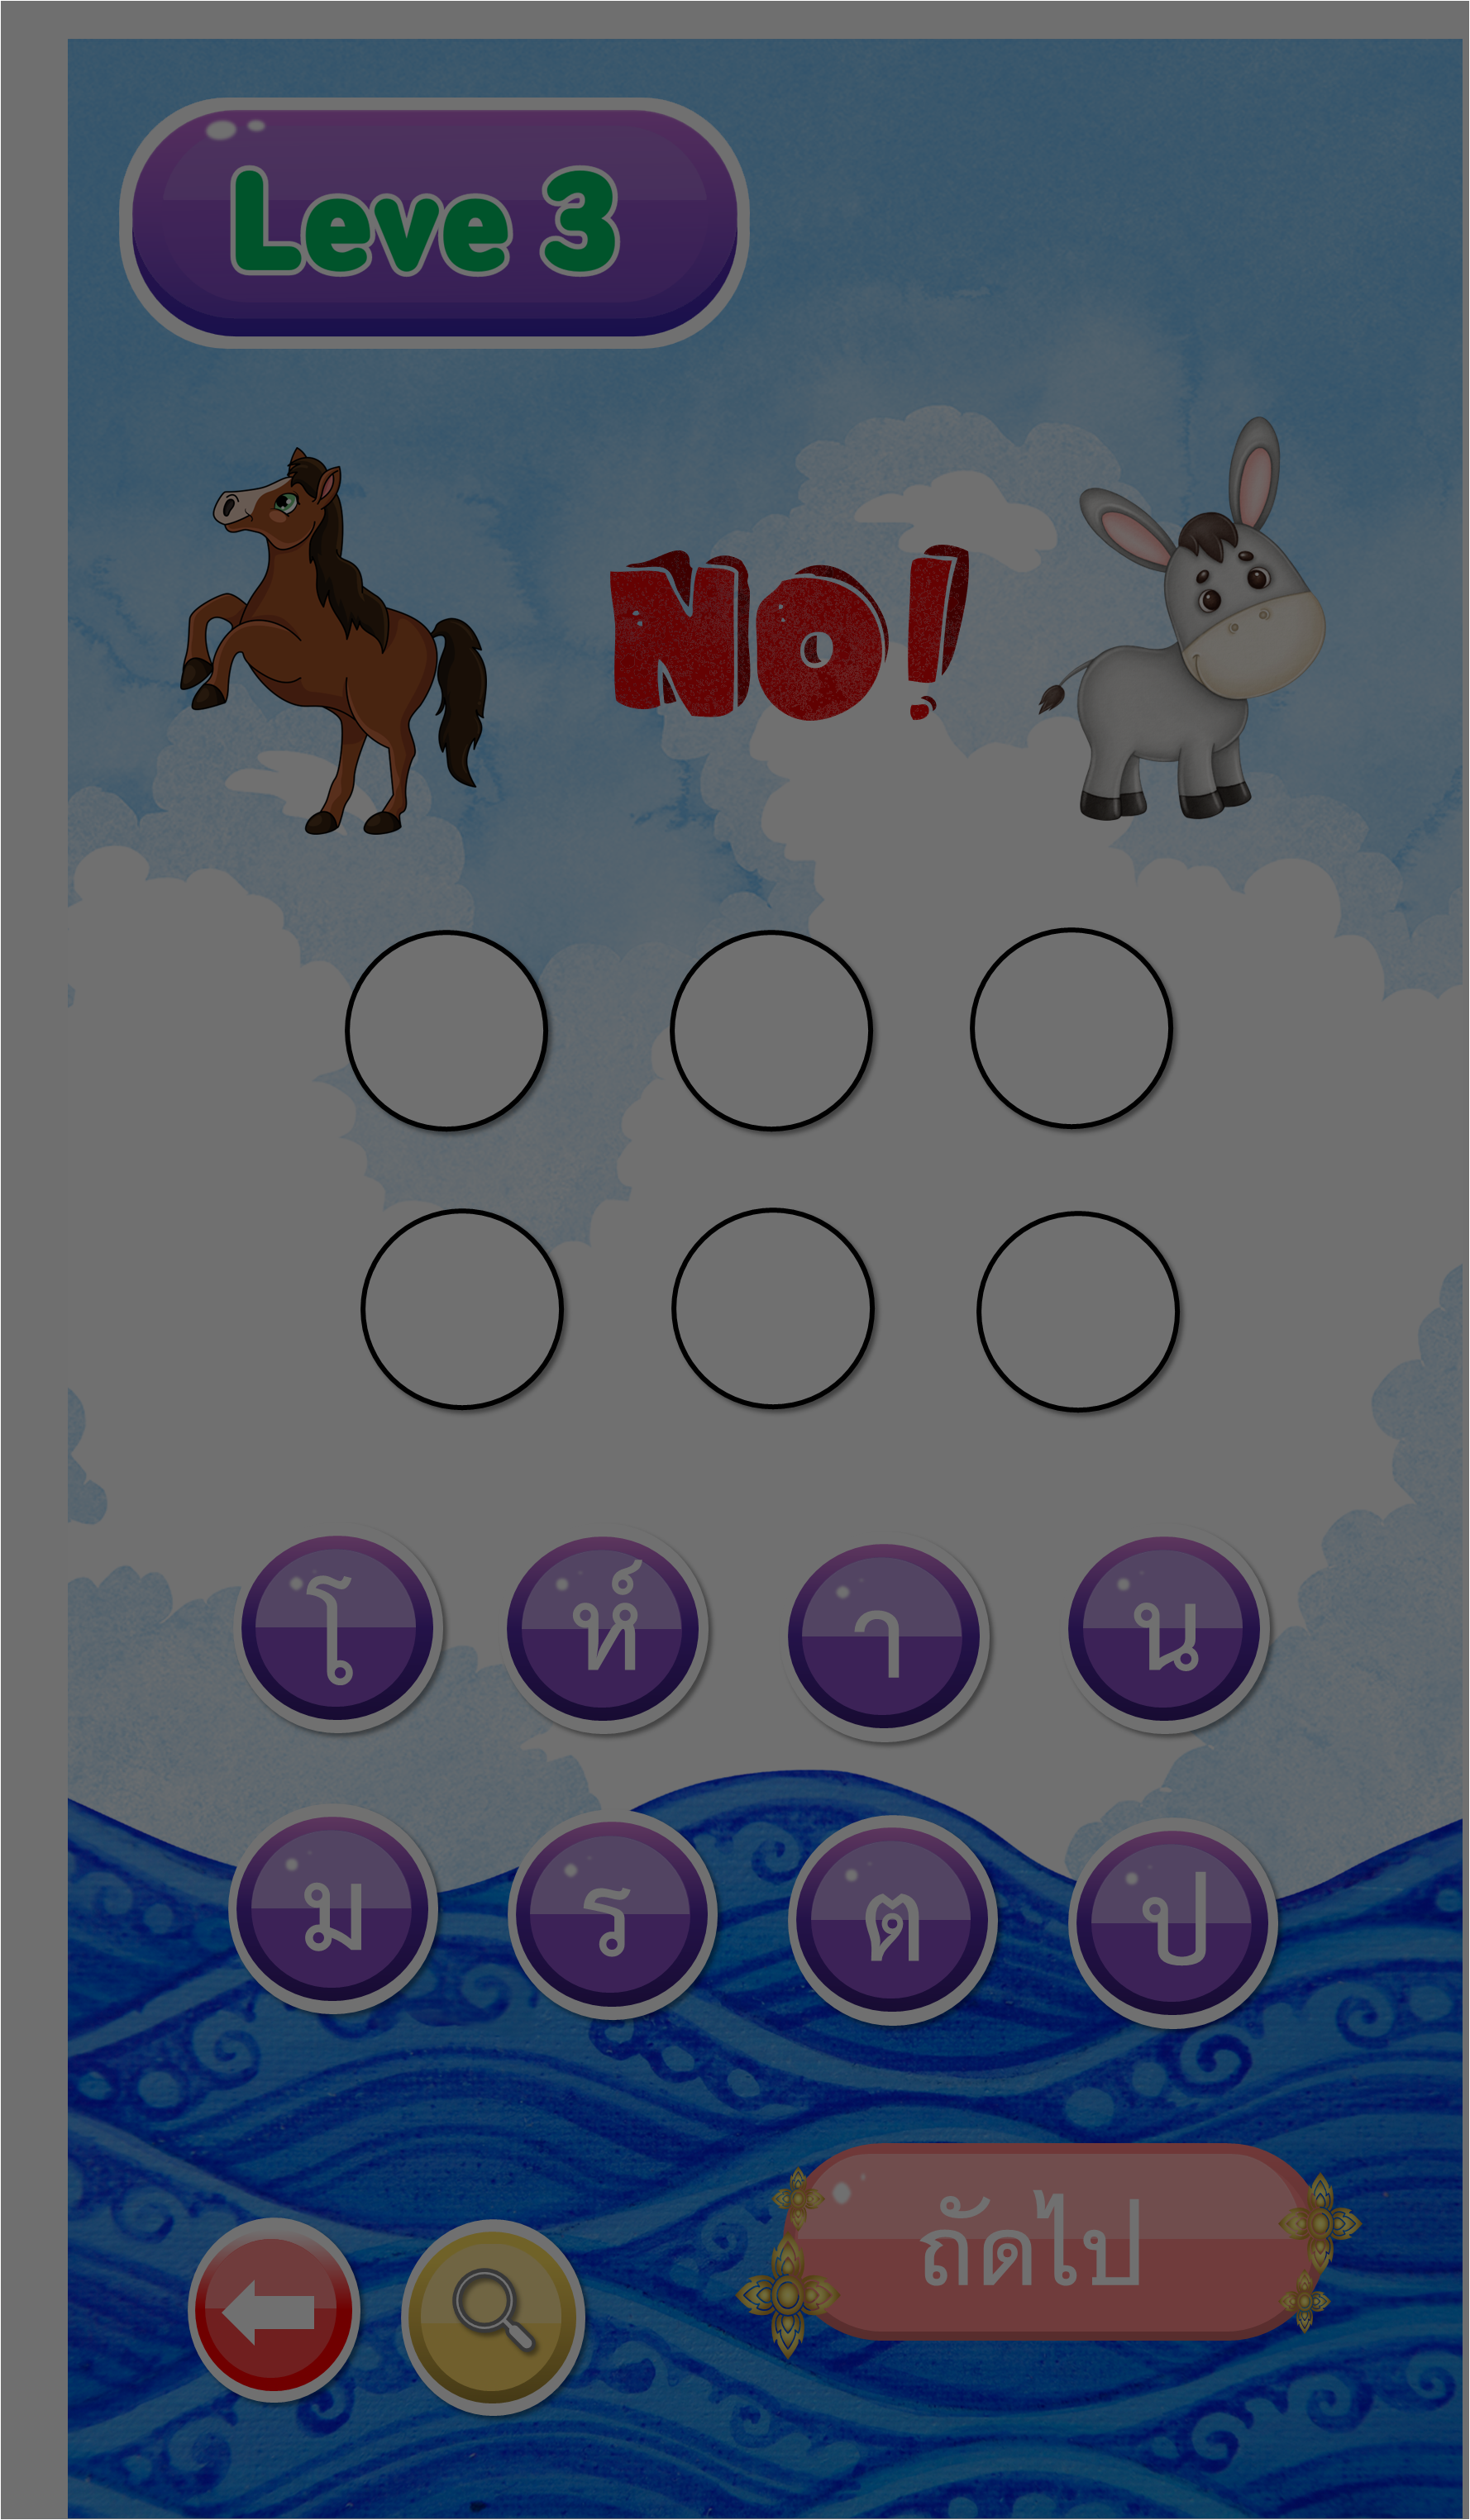 Leve 3
NO!
โ ห์ า น
ม ร ต ป
ถัดไป